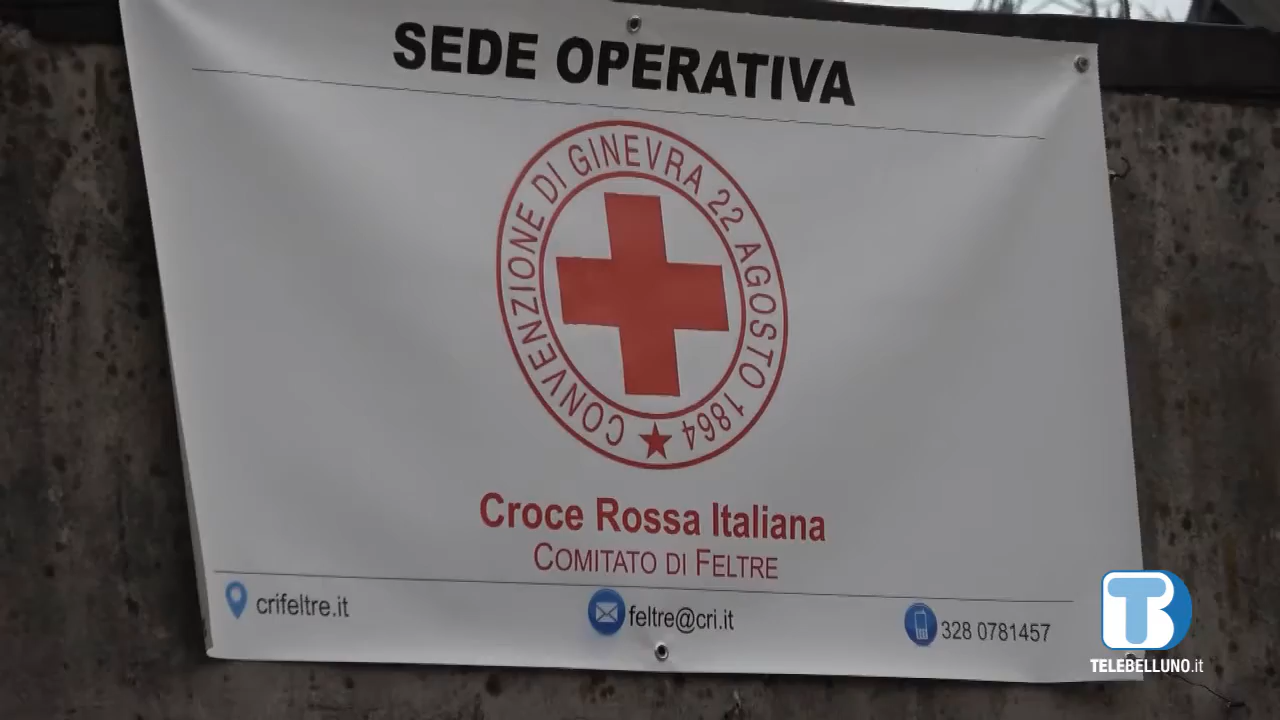 SEDE OPERATIVA
CONVENZIONE DI GINEVRA 22 AGOSTO 1864
Croce Rossa Italiana
COMITATO DI FELTRE
crifeltre.it
feltre@cri.it
328 0781457
TB
TELEBELLUNO.it